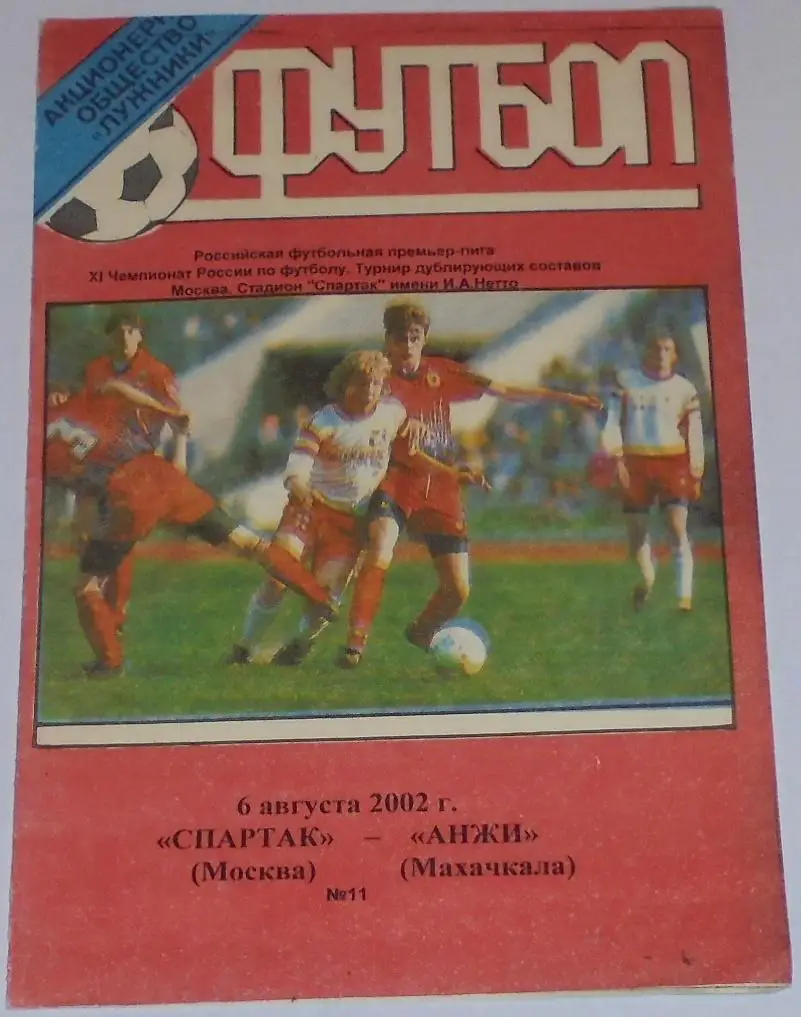 АКЦИОНЕРН
ОБЩЕСТВО
"ЛУЖНИКИ"
ФУТБОЛ
Российская футбольная премьер-лига
XI Чемпионат России по футболу. Турнир дублирующих составов
Москва. Стадион "Спартак" имени И.А.Нетто
6 августа 2002 г.
«СПАРТАК» – «АНЖИ»
(Москва) (Махачкала)
№11